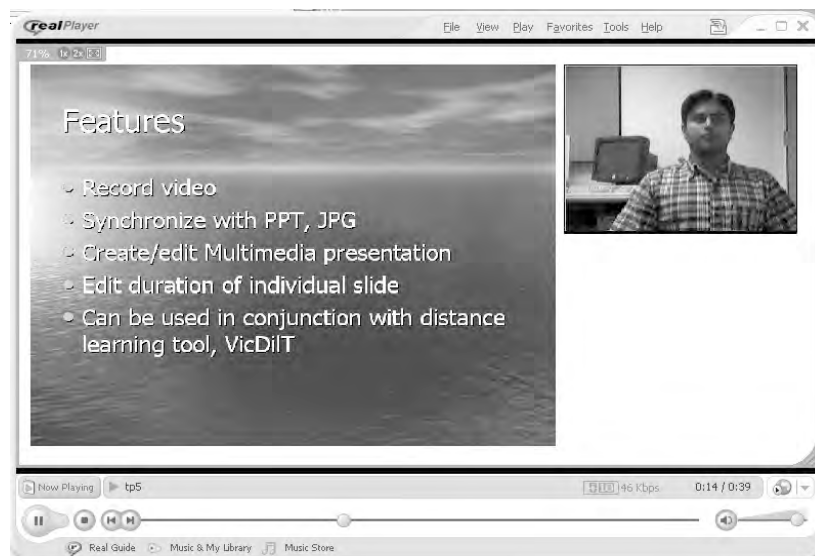 realPlayer
File View Play Favorites Tools Help
71% 1x 2x
Features
Record video
Synchronize with PPT, JPG
Create/edit Multimedia presentation
Edit duration of individual slide
Can be used in conjunction with distance
learning tool, VicDilT
Now Playing tp5 46 Kbps 0:14 / 0:39
Real Guide Music & My Library Music Store